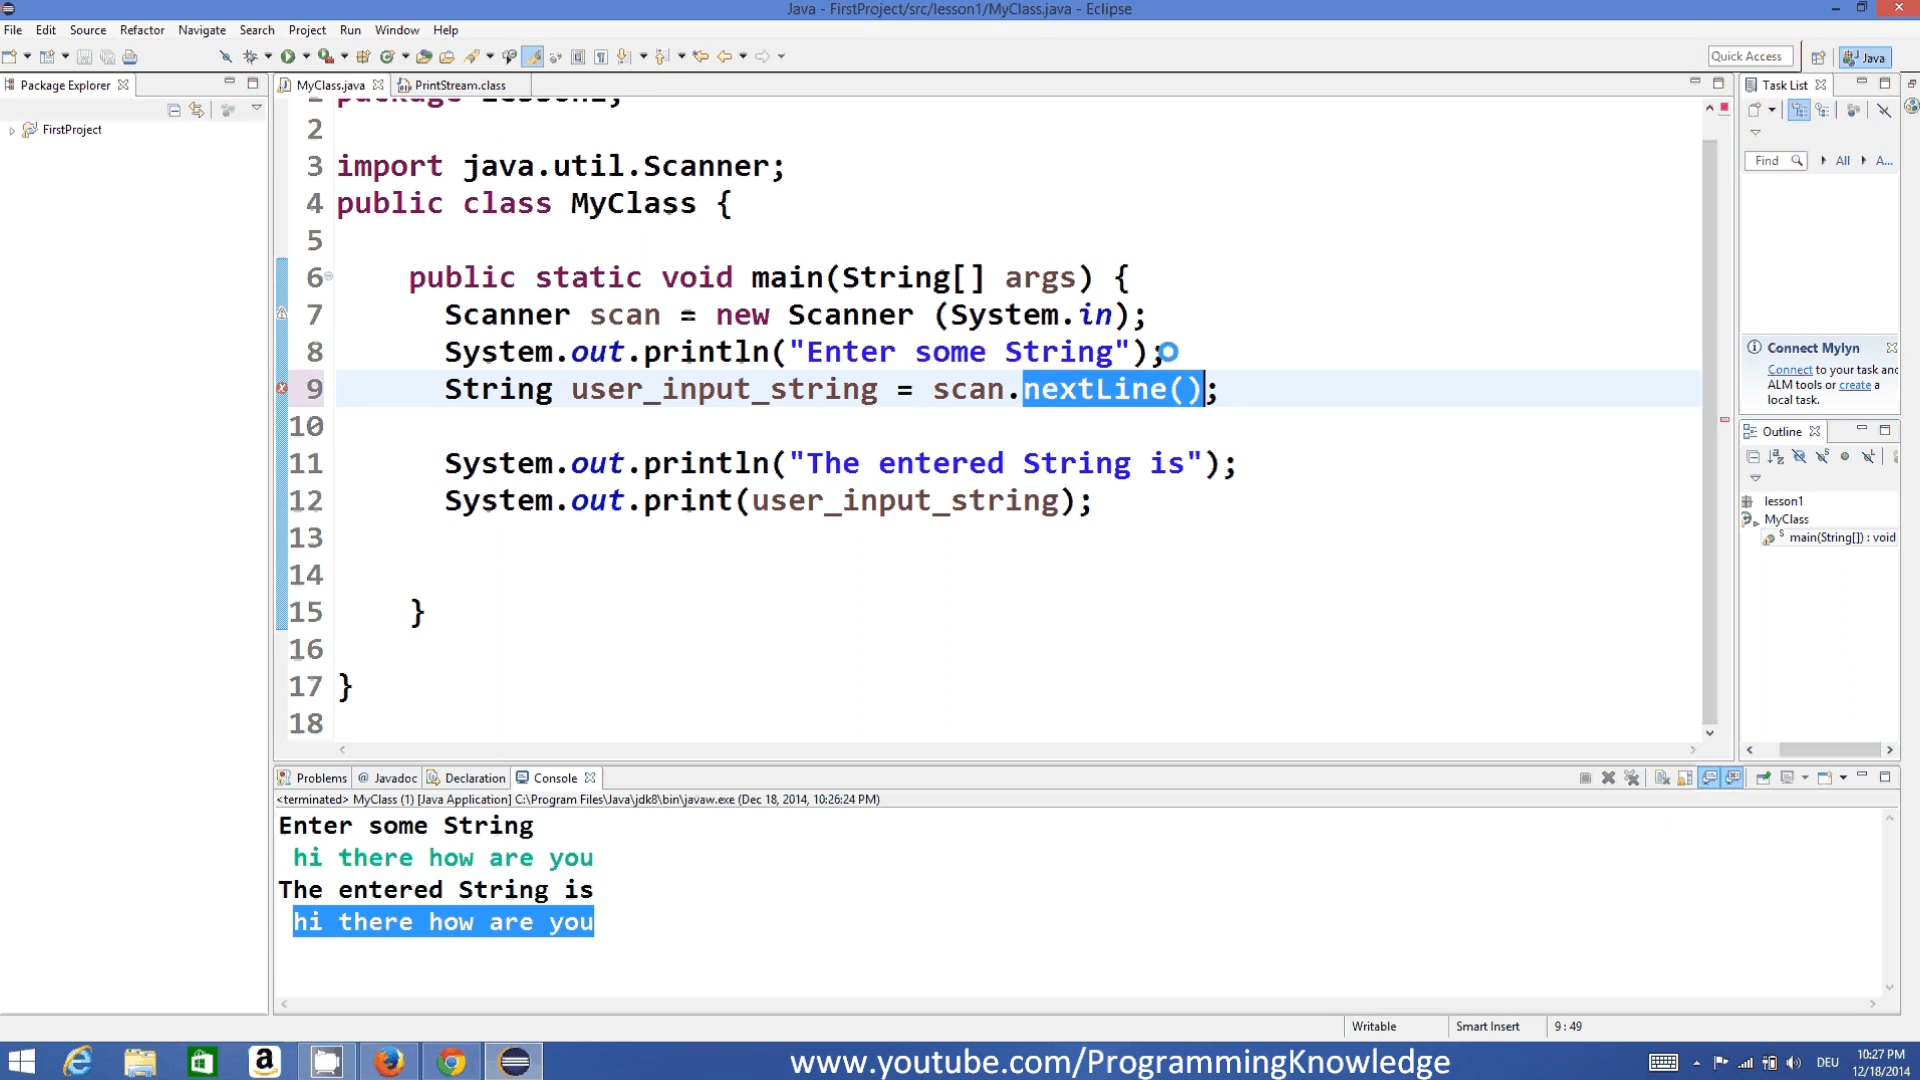 Java - FirstProject/src/lesson1/MyClass.java - Eclipse
File Edit Source Refactor Navigate Search Project Run Window Help
Quick Access Java
Package Explorer
FirstProject
MyClass.java PrintStream.class
2
3 import java.util.Scanner;
4 public class MyClass {
5
6 public static void main(String[] args) {
7 Scanner scan = new Scanner (System.in);
8 System.out.println("Enter some String");
9 String user_input_string = scan.nextLine();
10
11 System.out.println("The entered String is");
12 System.out.print(user_input_string);
13
14
15 }
16
17 }
18
Task List
Find All A...
Connect Mylyn
Connect to your task and
ALM tools or create a
local task.
Outline
lesson1
MyClass
main(String[]) : void
Problems @ Javadoc Declaration Console
<terminated> MyClass (1) [Java Application] C:\Program Files\Java\jdk8\bin\javaw.exe (Dec 18, 2014, 10:26:24 PM)
Enter some String
hi there how are you
The entered String is
hi there how are you
Writable Smart Insert 9 : 49
www.youtube.com/ProgrammingKnowledge
DEU
10:27 PM
12/18/2014